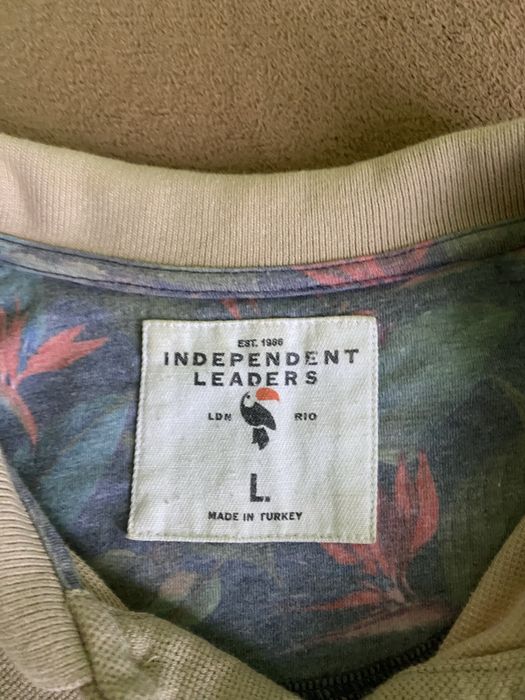 EST. 1986
INDEPENDENT
LEADERS
LDN RIO
L.
MADE IN TURKEY